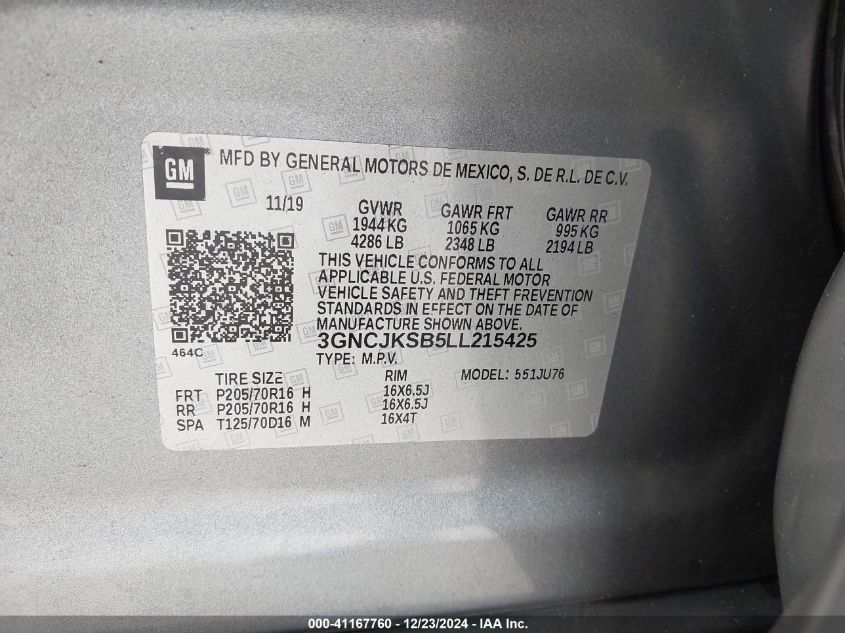 GM MFD BY GENERAL MOTORS DE MEXICO, S. DE R.L. DE C.V.
11/19 GVWR GAWR FRT GAWR RR
1944 KG 1065 KG 995 KG
4286 LB 2348 LB 2194 LB
THIS VEHICLE CONFORMS TO ALL
APPLICABLE U.S. FEDERAL MOTOR
VEHICLE SAFETY AND THEFT PREVENTION
STANDARDS IN EFFECT ON THE DATE OF
MANUFACTURE SHOWN ABOVE.
3GNCJKSB5LL215425
464C TYPE: M.P.V.
TIRE SIZE RIM MODEL: 551JU76
FRT P205/70R16 H 16X6.5J
RR P205/70R16 H 16X6.5J
SPA T125/70D16 M 16X4T
000-41167760 - 12/23/2024 - www.iaai.com